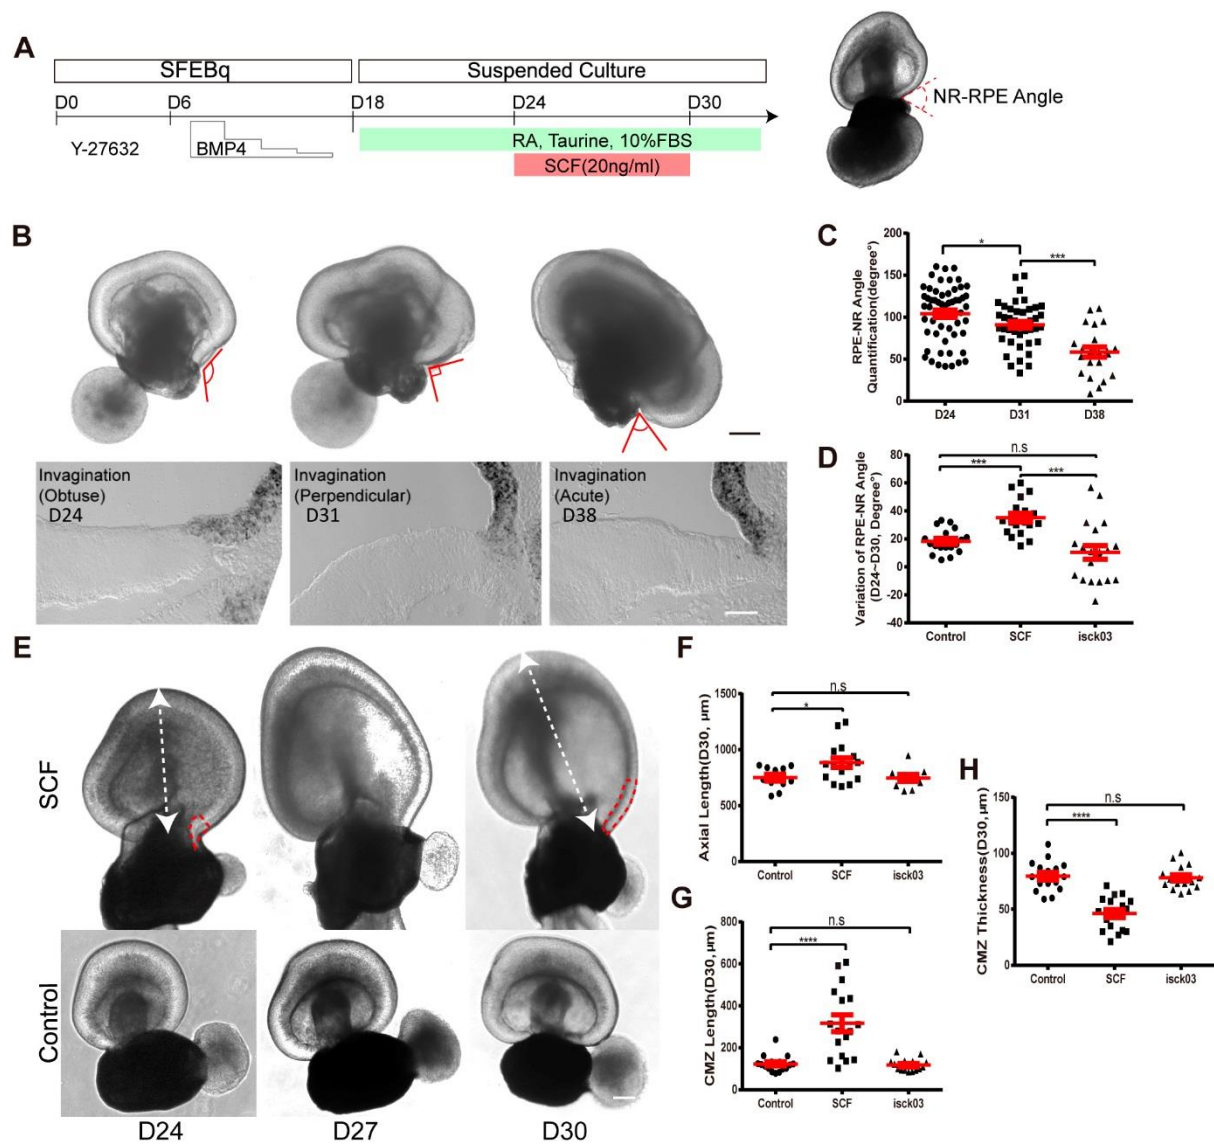 A
SFEBq
Suspended Culture
D0
D6
D18
D24
D30
Y-27632
BMP4
RA, Taurine, 10%FBS
SCF(20ng/ml)
NR-RPE Angle
B
Invagination
(Obtuse)
D24
Invagination
(Perpendicular)
D31
Invagination
(Acute)
D38
C
RPE-NR Angle
Quantification(degree°)
200
150
100
50
0
*
***
D24
D31
D38
D
Variation of RPE-NR Angle
(D24~D30, Degree°)
80
60
40
20
0
-20
-40
n.s
***
***
Control
SCF
isck03
E
SCF
Control
D24
D27
D30
F
Axial Length(D30, µm)
1500
1000
500
0
n.s
*
Control
SCF
isck03
G
CMZ Length(D30,µm)
800
600
400
200
0
n.s
****
Control
SCF
isck03
H
CMZ Thickness(D30,µm)
150
100
50
0
n.s
****
Control
SCF
isck03